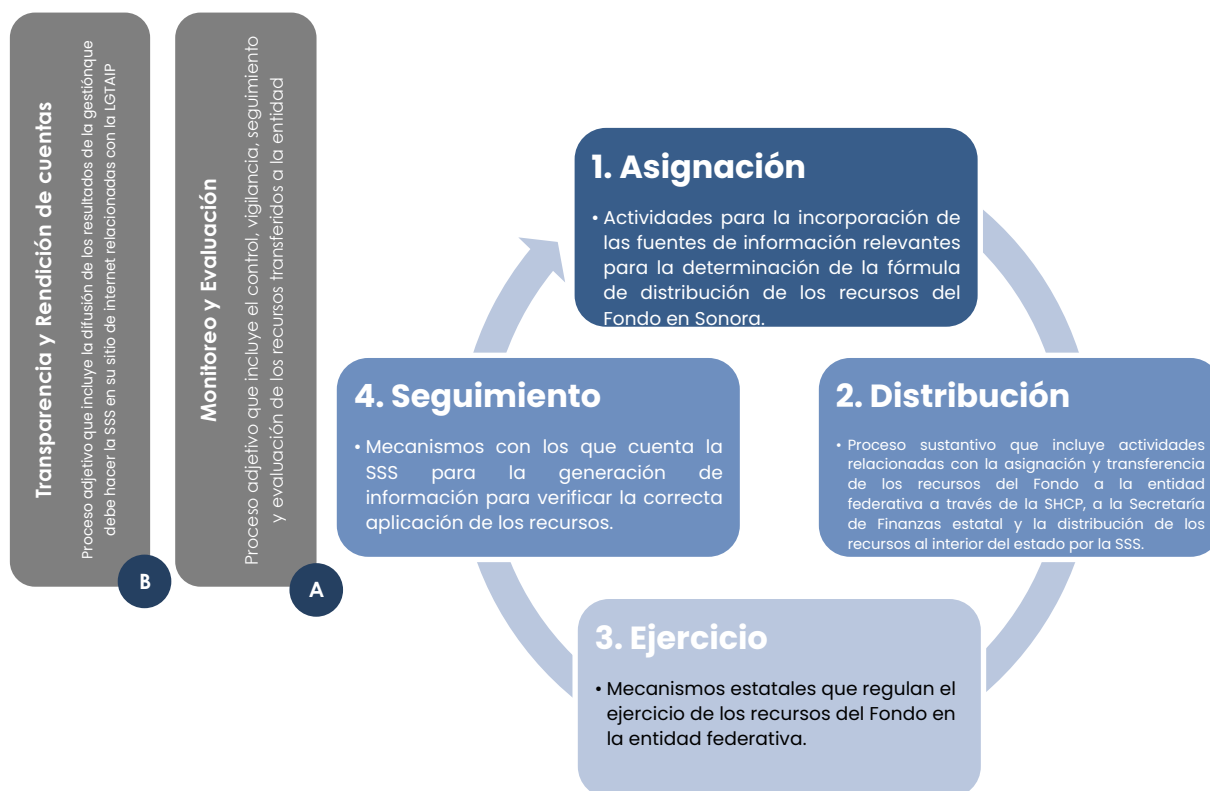 Transparencia y Rendición de cuentas
Proceso adjetivo que incluye la difusión de los resultados de la gestiónque
debe hacer la SSS en su sitio de internet relacionadas con la LGTAIP
B
Monitoreo y Evaluación
Proceso adjetivo que incluye el control, vigilancia, seguimiento
y evaluación de los recursos transferidos a la entidad
A
1. Asignación
• Actividades para la incorporación de
las fuentes de información relevantes
para la determinación de la fórmula
de distribución de los recursos del
Fondo en Sonora.
2. Distribución
• Proceso sustantivo que incluye actividades
relacionadas con la asignación y transferencia
de los recursos del Fondo a la entidad
federativa a través de la SHCP, a la Secretaría
de Finanzas estatal y la distribución de los
recursos al interior del estado por la SSS.
3. Ejercicio
• Mecanismos estatales que regulan el
ejercicio de los recursos del Fondo en
la entidad federativa.
4. Seguimiento
• Mecanismos con los que cuenta la
SSS para la generación de
información para verificar la correcta
aplicación de los recursos.